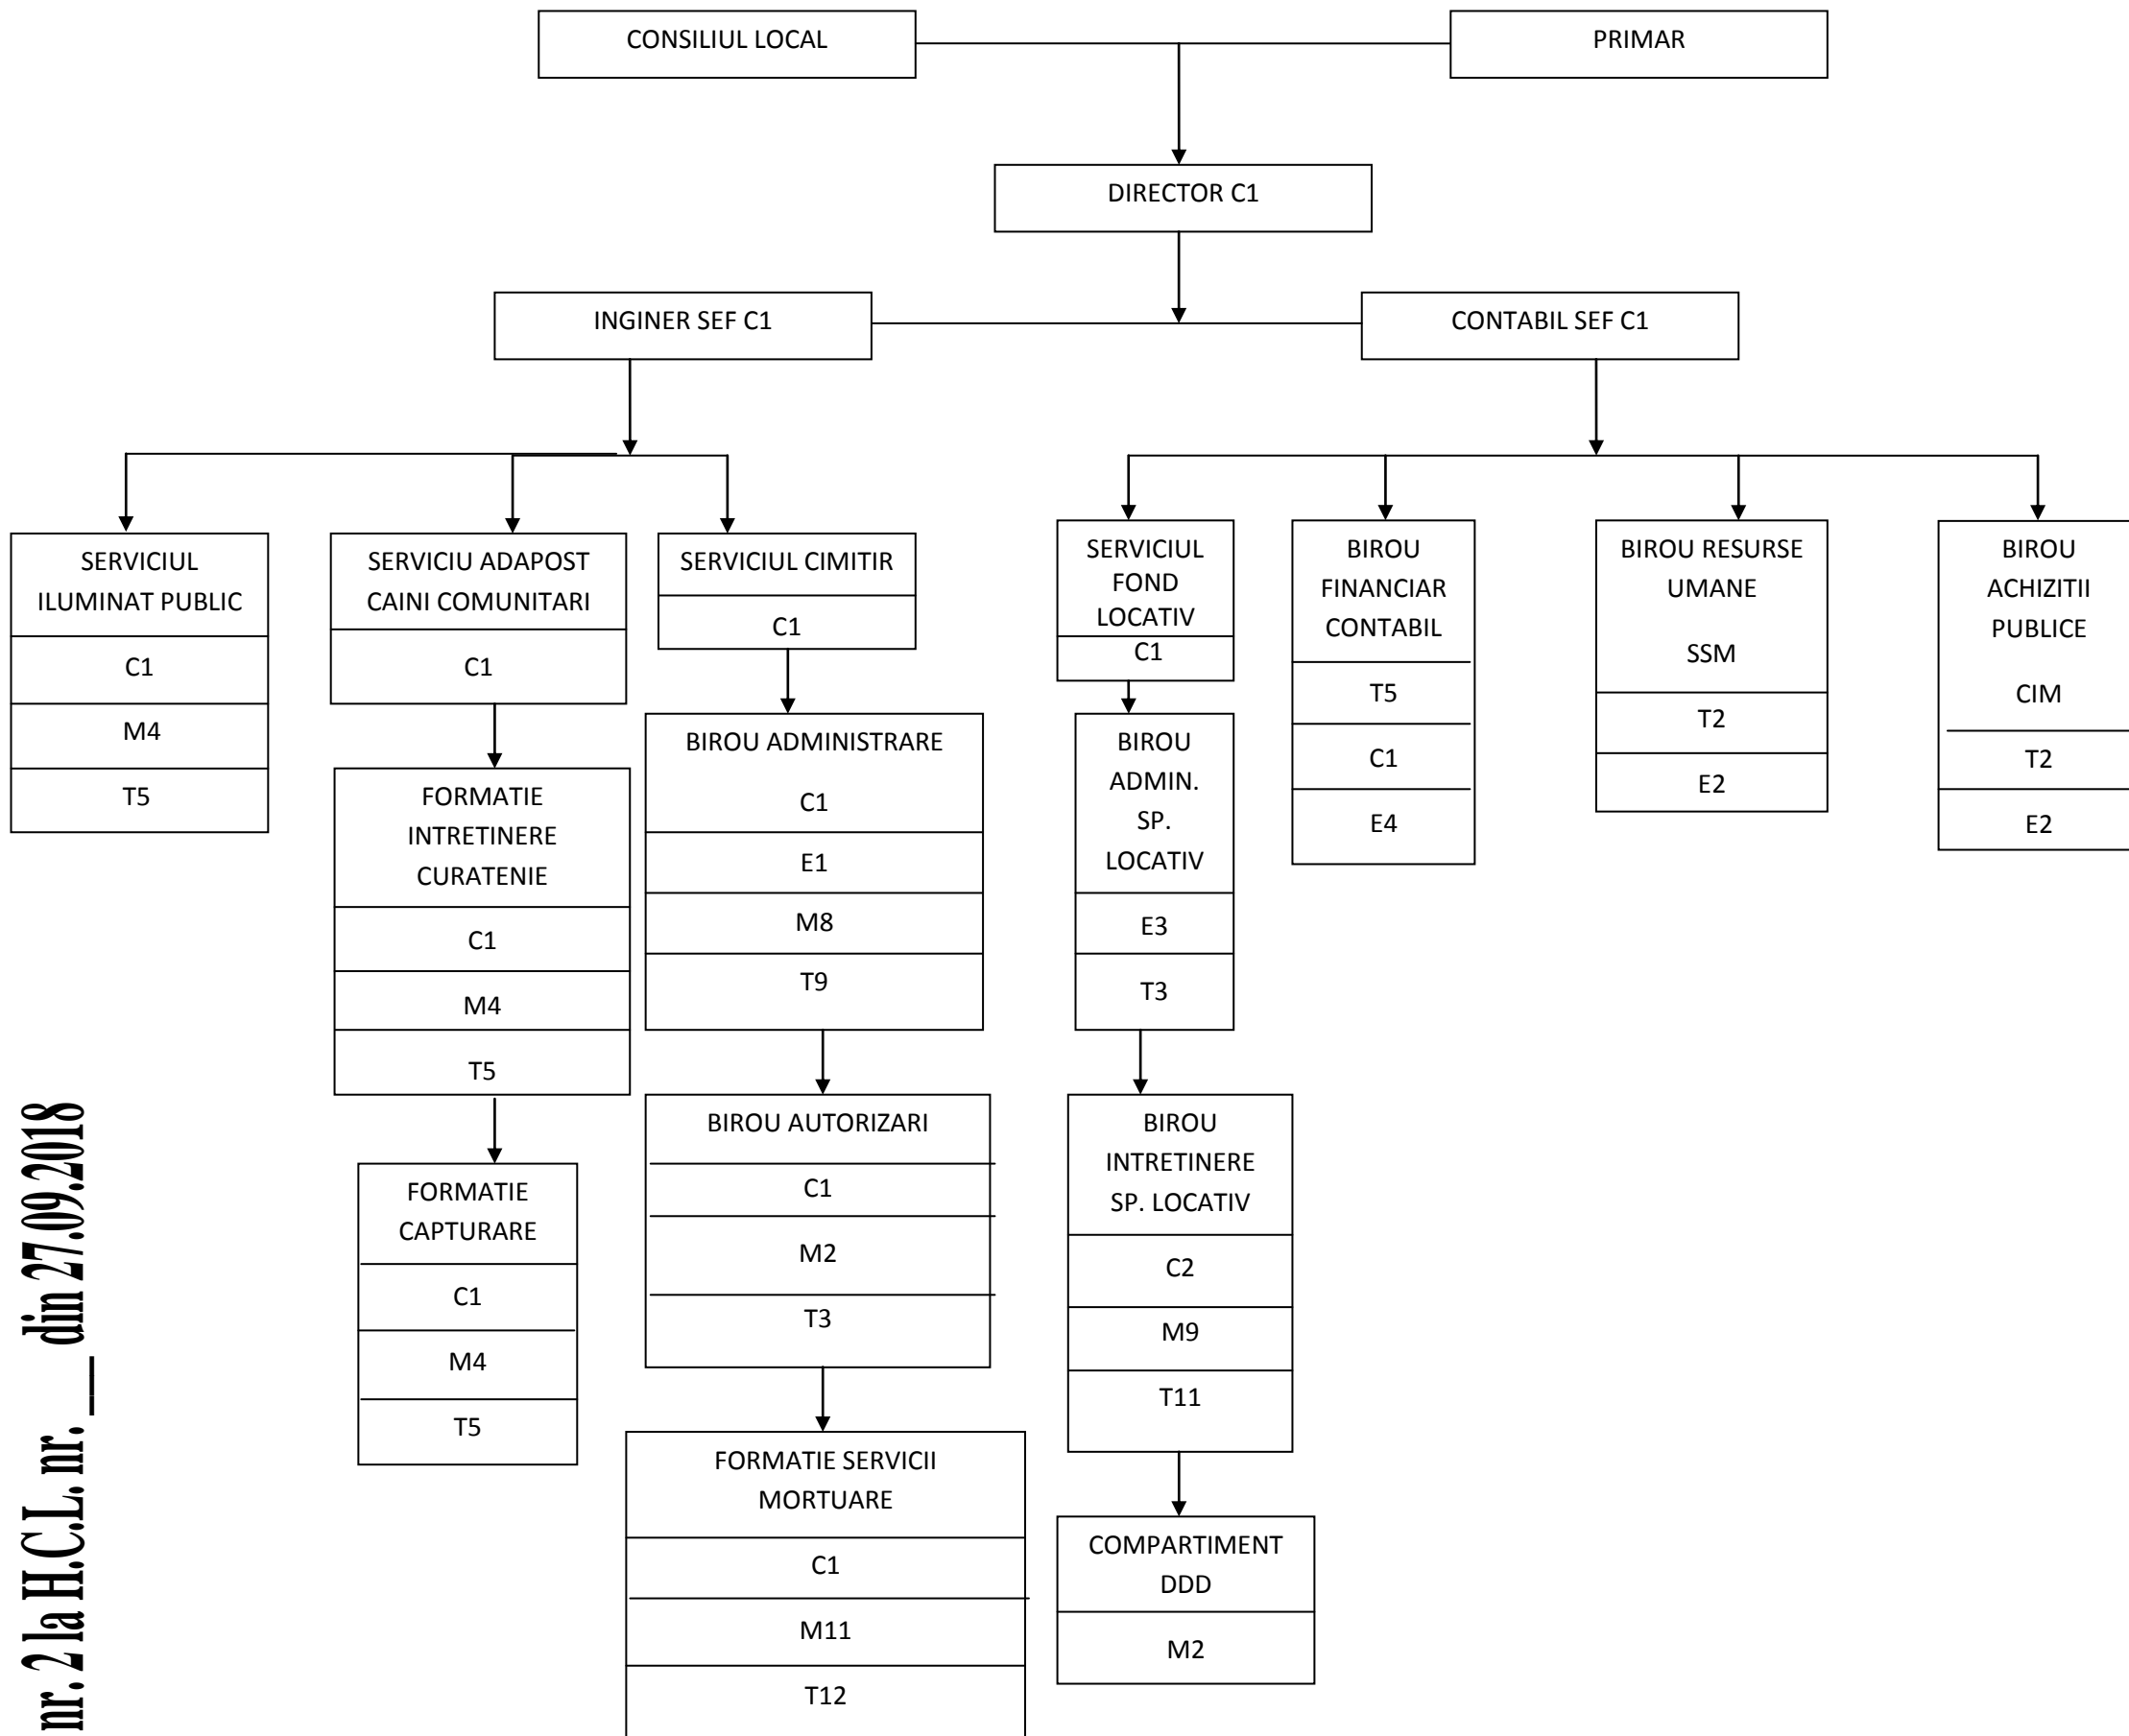 CONSILIUL LOCAL
PRIMAR
DIRECTOR C1
INGINER SEF C1
CONTABIL SEF C1
SERVICIUL
ILUMINAT PUBLIC
C1
M4
T5
SERVICIU ADAPOST
CAINI COMUNITARI
C1
FORMATIE
INTRETINERE
CURATENIE
C1
M4
T5
FORMATIE
CAPTURARE
C1
M4
T5
SERVICIUL CIMITIR
C1
BIROU ADMINISTRARE
C1
E1
M8
T9
BIROU AUTORIZARI
C1
M2
T3
FORMATIE SERVICII
MORTUARE
C1
M11
T12
SERVICIUL
FOND
LOCATIV
C1
BIROU
ADMIN.
SP.
LOCATIV
E3
T3
BIROU
INTRETINERE
SP. LOCATIV
C2
M9
T11
COMPARTIMENT
DDD
M2
BIROU
FINANCIAR
CONTABIL
T5
C1
E4
BIROU RESURSE
UMANE
SSM
T2
E2
BIROU
ACHIZITII
PUBLICE
CIM
T2
E2
nr. 2 la H.C.L. nr. ___ din 27.09.2018